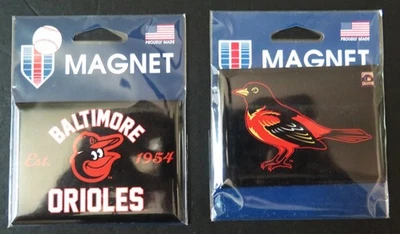 MAGNET
PROUDLY MADE
BALTIMORE
Est. 1954
ORIOLES
MAGNET
PROUDLY MADE